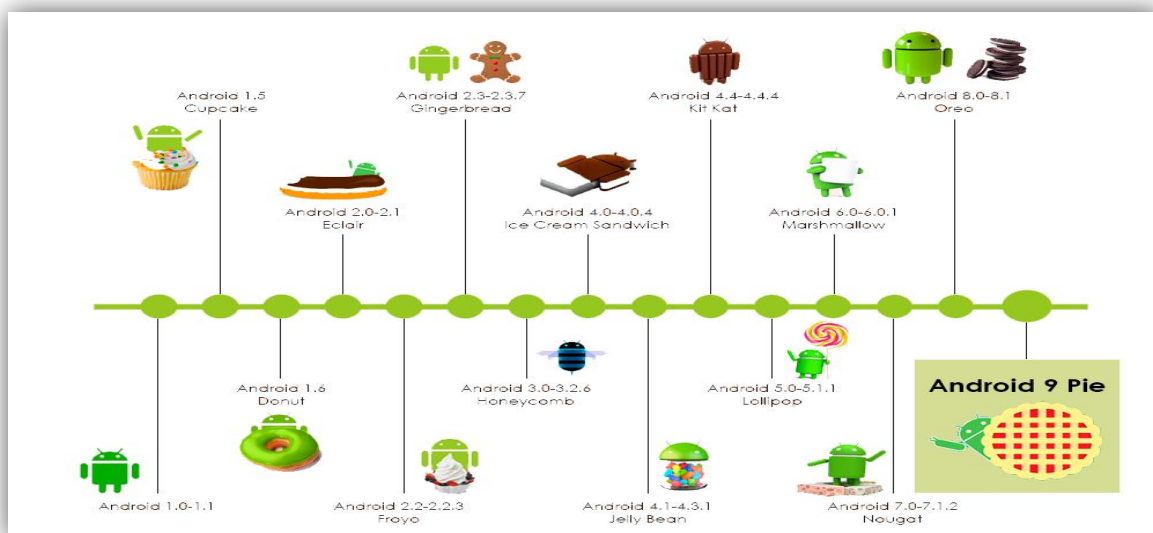 Android 1.5
Cupcake
Android 2.3-2.3.7
Gingerbread
Android 4.4-4.4.4
Kit Kat
Android 8.0-8.1
Oreo
Android 2.0-2.1
Eclair
Android 4.0-4.0.4
Ice Cream Sandwich
Android 6.0-6.0.1
Marshmallow
Android 1.6
Donut
Android 3.0-3.2.6
Honeycomb
Android 5.0-5.1.1
Lollipop
Android 9 Pie
Android 1.0-1.1
Android 2.2-2.2.3
Froyo
Android 4.1-4.3.1
Jelly Bean
Android 7.0-7.1.2
Nougat